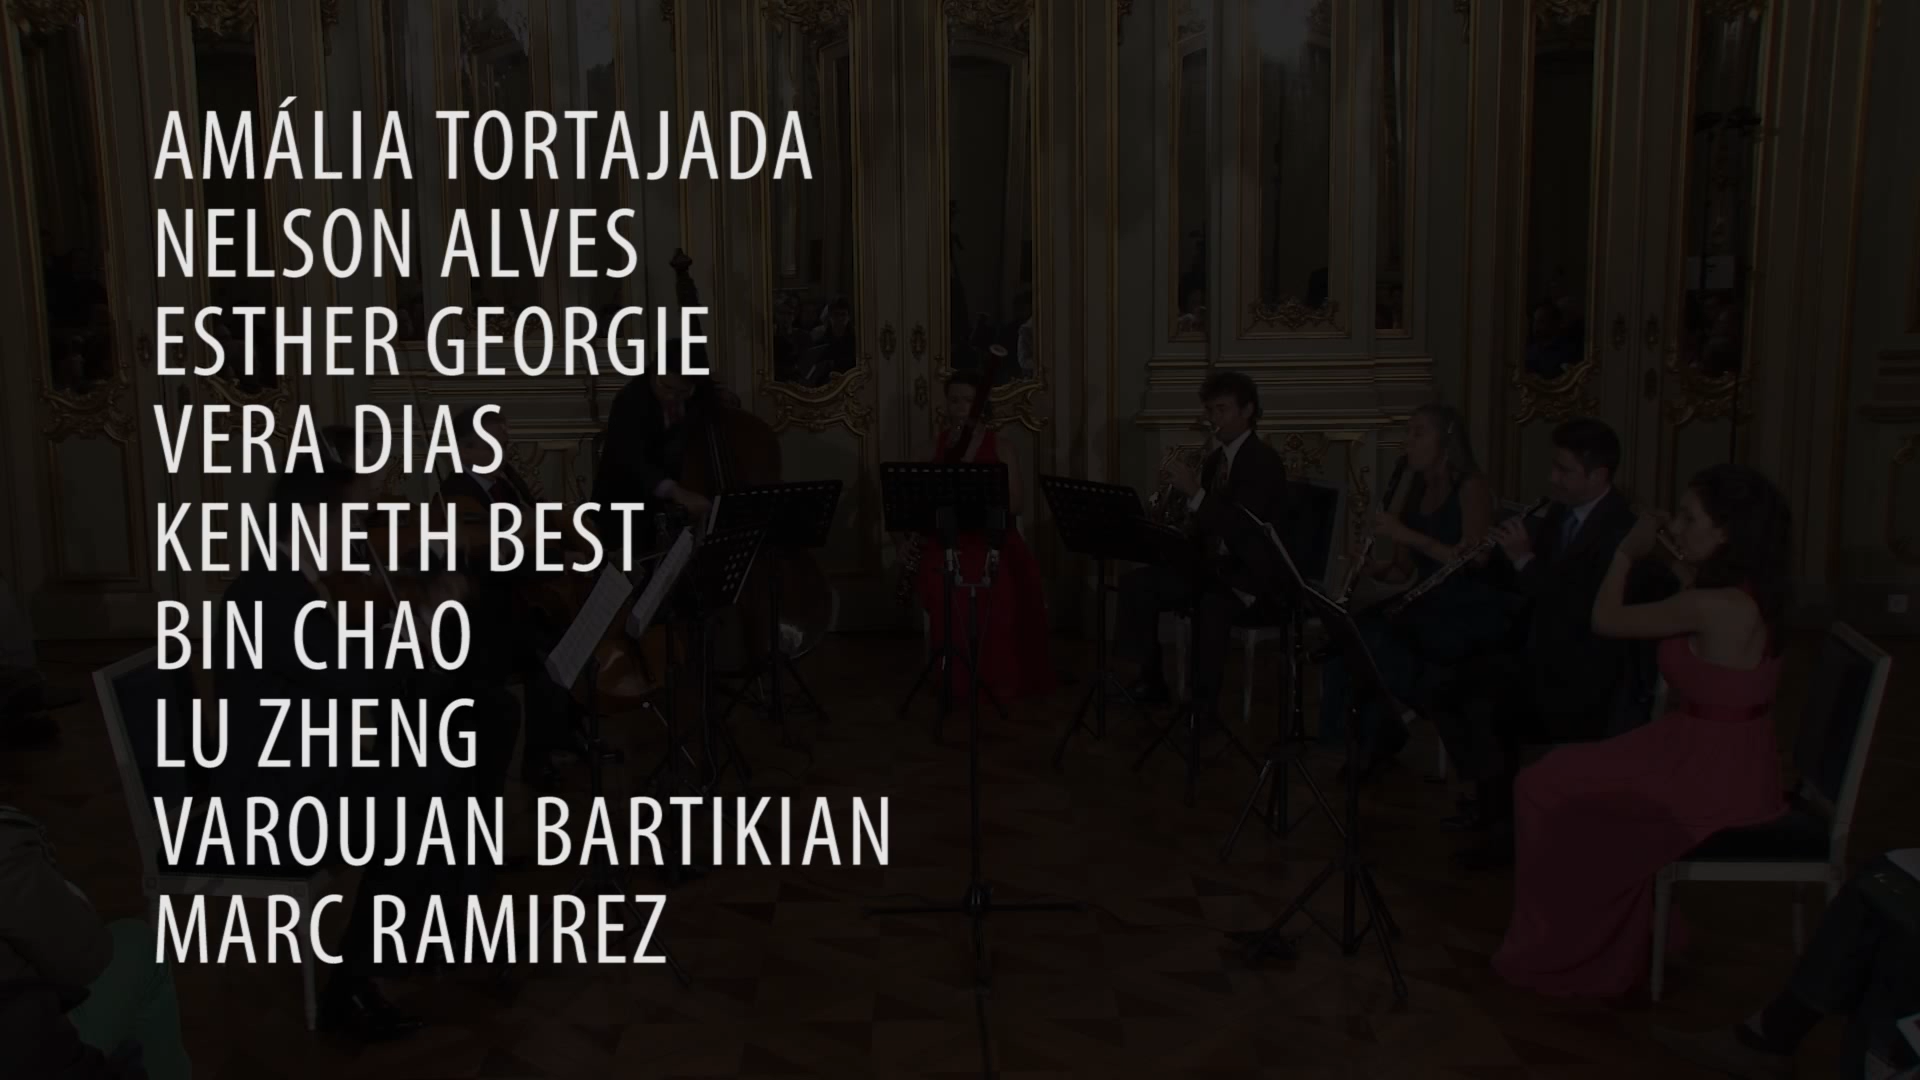 AMÁLIA TORTAJADA
NELSON ALVES
ESTHER GEORGIE
VERA DIAS
KENNETH BEST
BIN CHAO
LU ZHENG
VAROUJAN BARTIKIAN
MARC RAMIREZ